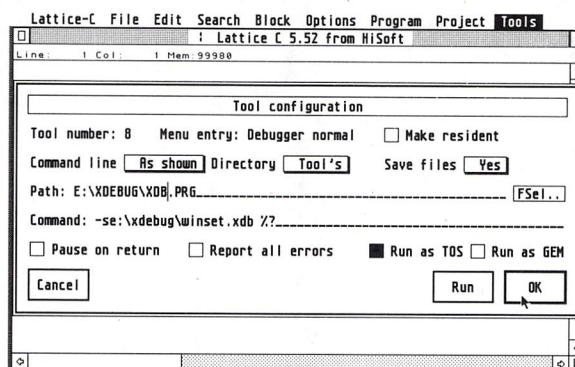 Lattice-C File Edit Search Block Options Program Project Tools
Lattice C 5.52 from HiSoft
Line: 1 Col: 1 Mem:99980
Tool configuration
Tool number: 8 Menu entry: Debugger normal Make resident
Command line As shown Directory Tool's Save files Yes
Path: E:\XDEBUG\XDB.PRG FSel..
Command: -se:\xdebug\winset.xdb %?
Pause on return Report all errors Run as TOS Run as GEM
Cancel Run OK